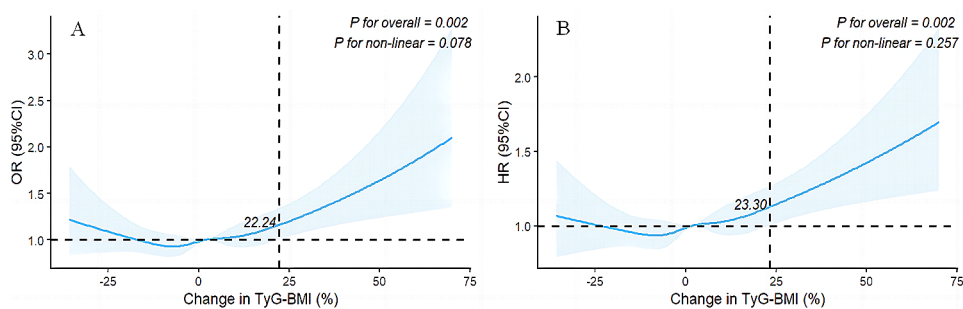 A
P for overall = 0.002
P for non-linear = 0.078
OR (95%CI)
3.0
2.5
2.0
1.5
1.0
22.24
-25
0
25
50
75
Change in TyG-BMI (%)
B
P for overall = 0.002
P for non-linear = 0.257
HR (95%CI)
2.0
1.5
1.0
23.30
-25
0
25
50
75
Change in TyG-BMI (%)